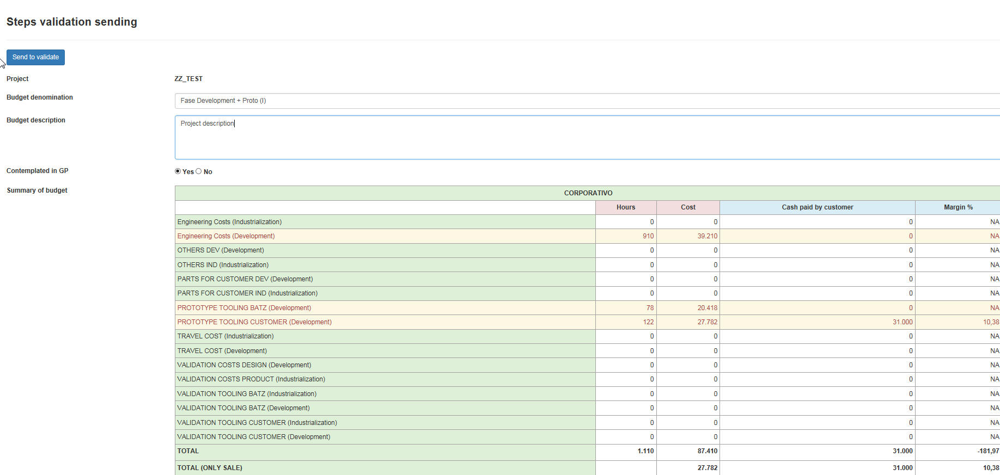 Steps validation sending
Send to validate
Project ZZ_TEST
Budget denomination Fase Development + Proto (I)
Budget description Project description
Contemplated in GP Yes No
Summary of budget CORPORATIVO
Hours Cost Cash paid by customer Margin %
Engineering Costs (Industrialization) 0 0 0 NA
Engineering Costs (Development) 910 39.210 0 NA
OTHERS DEV (Development) 0 0 0 NA
OTHERS IND (Industrialization) 0 0 0 NA
PARTS FOR CUSTOMER DEV (Development) 0 0 0 NA
PARTS FOR CUSTOMER IND (Industrialization) 0 0 0 NA
PROTOTYPE TOOLING BATZ (Development) 78 20.418 0 NA
PROTOTYPE TOOLING CUSTOMER (Development) 122 27.782 31.000 10,38
TRAVEL COST (Industrialization) 0 0 0 NA
TRAVEL COST (Development) 0 0 0 NA
VALIDATION COSTS DESIGN (Development) 0 0 0 NA
VALIDATION COSTS PRODUCT (Industrialization) 0 0 0 NA
VALIDATION TOOLING BATZ (Industrialization) 0 0 0 NA
VALIDATION TOOLING BATZ (Development) 0 0 0 NA
VALIDATION TOOLING CUSTOMER (Industrialization) 0 0 0 NA
VALIDATION TOOLING CUSTOMER (Development) 0 0 0 NA
TOTAL 1.110 87.410 31.000 -181,97
TOTAL (ONLY SALE) 27.782 31.000 10,38